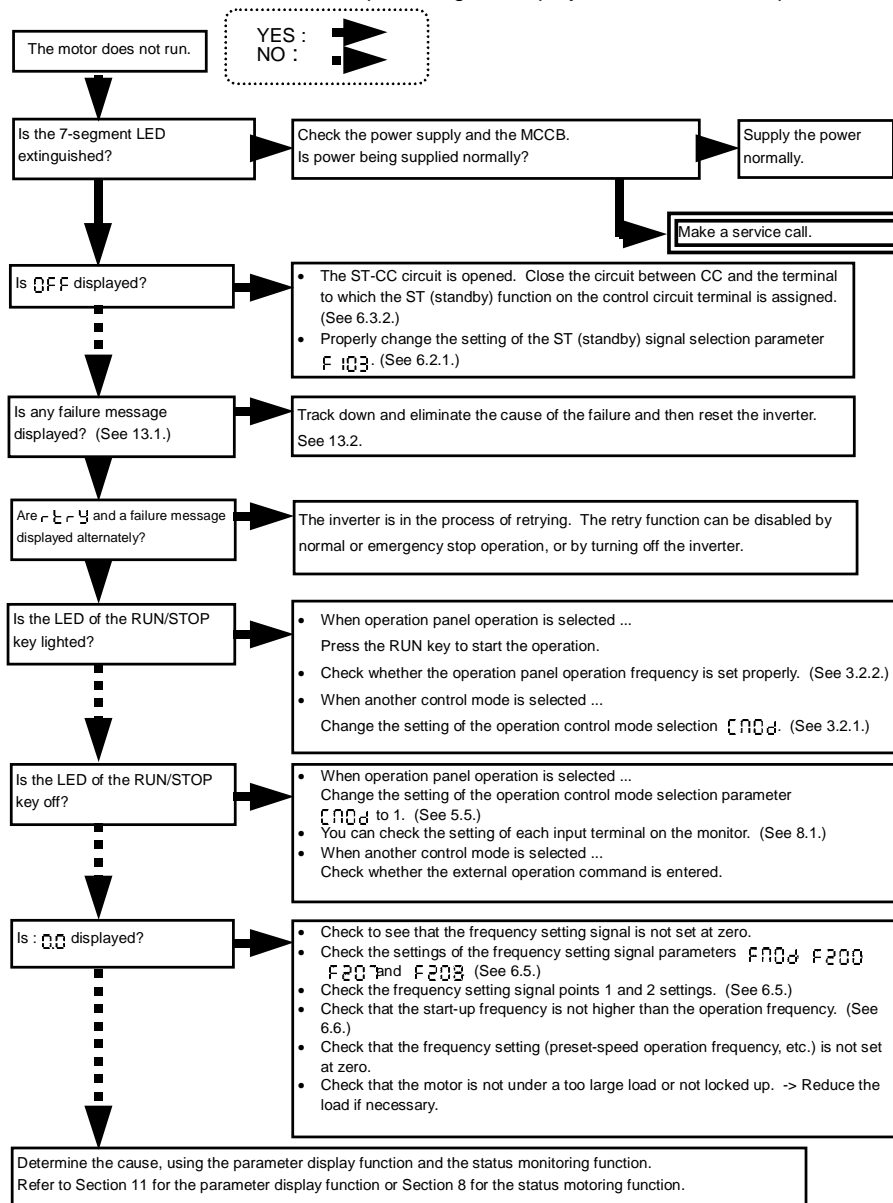 The motor does not run.
YES :
NO :
Is the 7-segment LED
extinguished?
Check the power supply and the MCCB.
Is power being supplied normally?
Supply the power
normally.
Make a service call.
Is OFF displayed?
• The ST-CC circuit is opened. Close the circuit between CC and the terminal
to which the ST (standby) function on the control circuit terminal is assigned.
(See 6.3.2.)
• Properly change the setting of the ST (standby) signal selection parameter
F103. (See 6.2.1.)
Is any failure message
displayed? (See 13.1.)
Track down and eliminate the cause of the failure and then reset the inverter.
See 13.2.
Are rtry and a failure message
displayed alternately?
The inverter is in the process of retrying. The retry function can be disabled by
normal or emergency stop operation, or by turning off the inverter.
Is the LED of the RUN/STOP
key lighted?
• When operation panel operation is selected ...
Press the RUN key to start the operation.
• Check whether the operation panel operation frequency is set properly. (See 3.2.2.)
• When another control mode is selected ...
Change the setting of the operation control mode selection CMOd. (See 3.2.1.)
Is the LED of the RUN/STOP
key off?
• When operation panel operation is selected ...
Change the setting of the operation control mode selection parameter
CMOd to 1. (See 5.5.)
• You can check the setting of each input terminal on the monitor. (See 8.1.)
• When another control mode is selected ...
Check whether the external operation command is entered.
Is : 0.0 displayed?
• Check to see that the frequency setting signal is not set at zero.
• Check the settings of the frequency setting signal parameters FMOd F200
F207and F208 (See 6.5.)
• Check the frequency setting signal points 1 and 2 settings. (See 6.5.)
• Check that the start-up frequency is not higher than the operation frequency. (See
6.6.)
• Check that the frequency setting (preset-speed operation frequency, etc.) is not set
at zero.
• Check that the motor is not under a too large load or not locked up. -> Reduce the
load if necessary.
Determine the cause, using the parameter display function and the status monitoring function.
Refer to Section 11 for the parameter display function or Section 8 for the status motoring function.